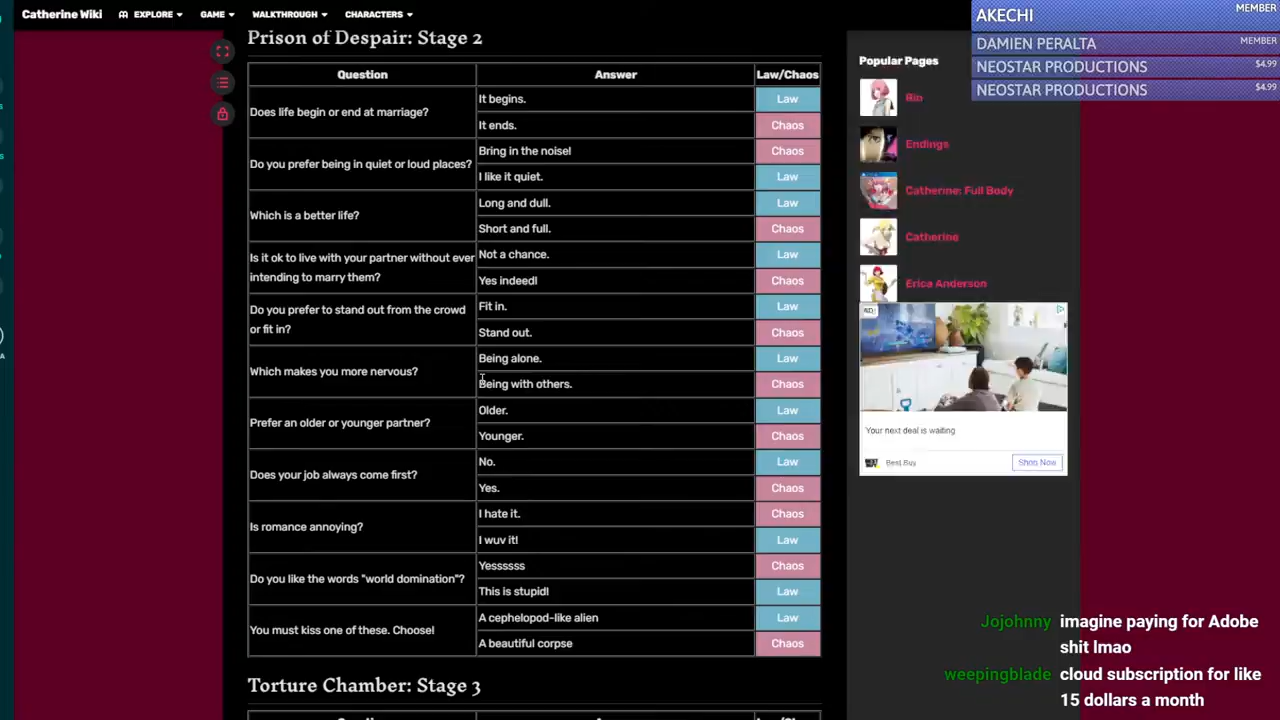 Catherine Wiki
EXPLORE
GAME
WALKTHROUGH
CHARACTERS
AKECHI
MEMBER
DAMIEN PERALTA
MEMBER
NEOSTAR PRODUCTIONS
$4.99
NEOSTAR PRODUCTIONS
$4.99
Prison of Despair: Stage 2
Question
Answer
Law/Chaos
Does life begin or end at marriage?
It begins.
Law
It ends.
Chaos
Do you prefer being in quiet or loud places?
Bring in the noise!
Chaos
I like it quiet.
Law
Which is a better life?
Long and dull.
Law
Short and full.
Chaos
Is it ok to live with your partner without ever
intending to marry them?
Not a chance.
Law
Yes indeed!
Chaos
Do you prefer to stand out from the crowd
or fit in?
Fit in.
Law
Stand out.
Chaos
Which makes you more nervous?
Being alone.
Law
Being with others.
Chaos
Prefer an older or younger partner?
Older.
Law
Younger.
Chaos
Does your job always come first?
No.
Law
Yes.
Chaos
Is romance annoying?
I hate it.
Chaos
I wuv it!
Law
Do you like the words "world domination"?
Yessssss
Chaos
This is stupid!
Law
You must kiss one of these. Choose!
A cephelopod-like alien
Law
A beautiful corpse
Chaos
Torture Chamber: Stage 3
Popular Pages
Rin
Endings
Catherine: Full Body
Catherine
Erica Anderson
Your next deal is waiting
Best Buy
Shop Now
Jojohnny imagine paying for Adobe
shit lmao
weepingblade cloud subscription for like
15 dollars a month